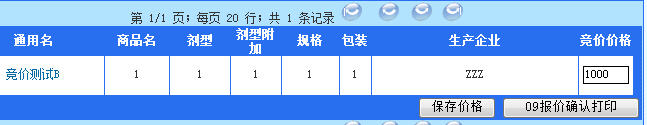 第 1/1 页; 每页 20 行; 共 1 条记录
通用名 商品名 剂型 剂型附加 规格 包装 生产企业 竞价价格
竟价测试B 1 1 1 1 1 ZZZ 1000
保存价格 09报价确认打印